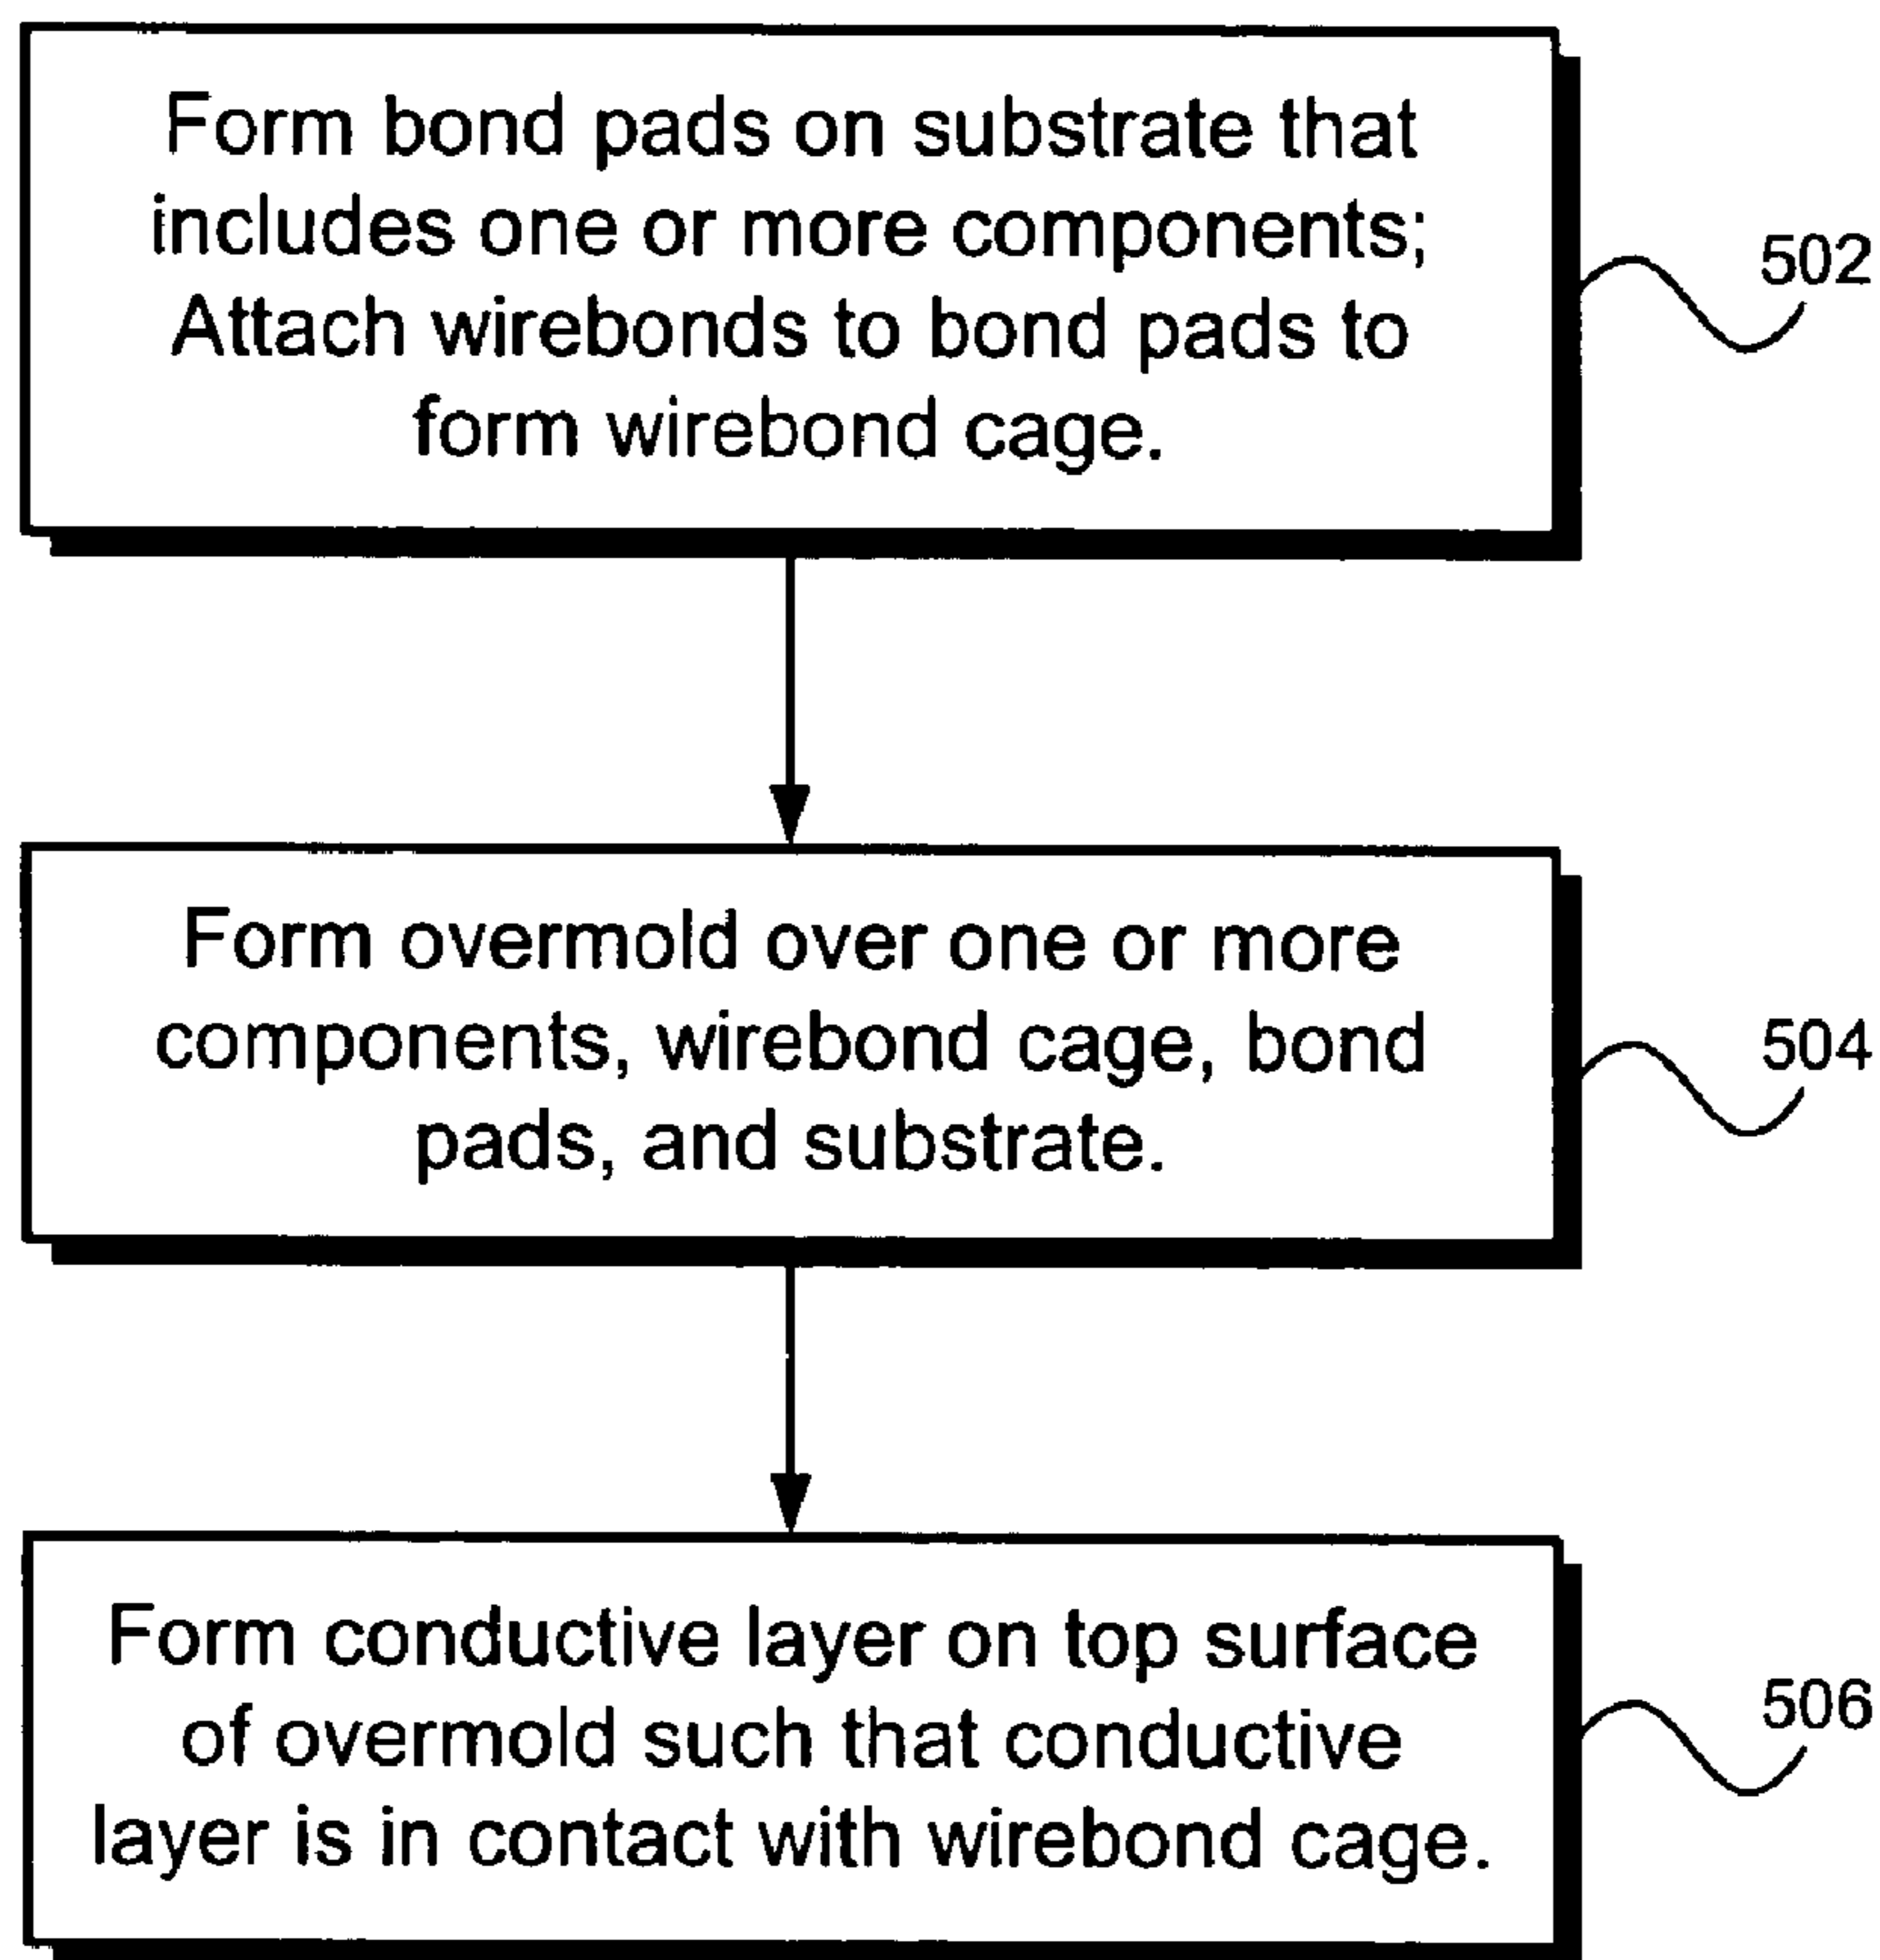 Form bond pads on substrate that
includes one or more components;
Attach wirebonds to bond pads to
form wirebond cage.
502
Form overmold over one or more
components, wirebond cage, bond
pads, and substrate.
504
Form conductive layer on top surface
of overmold such that conductive
layer is in contact with wirebond cage.
506